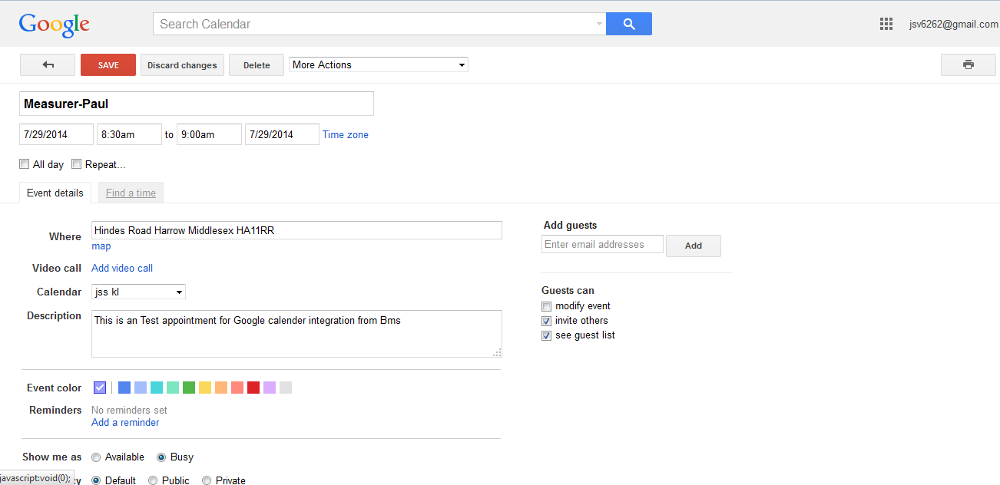 Google Search Calendar jsv6262@gmail.com
SAVE Discard changes Delete More Actions
Measurer-Paul
7/29/2014 8:30am to 9:00am 7/29/2014 Time zone
All day Repeat...
Event details Find a time
Where Hindes Road Harrow Middlesex HA11RR
map
Video call Add video call
Calendar jss kl
Description This is an Test appointment for Google calender integration from Bms
Event color
Reminders No reminders set
Add a reminder
Show me as Available Busy
javascript:void(0); Default Public Private
Add guests
Enter email addresses Add
Guests can
modify event
invite others
see guest list